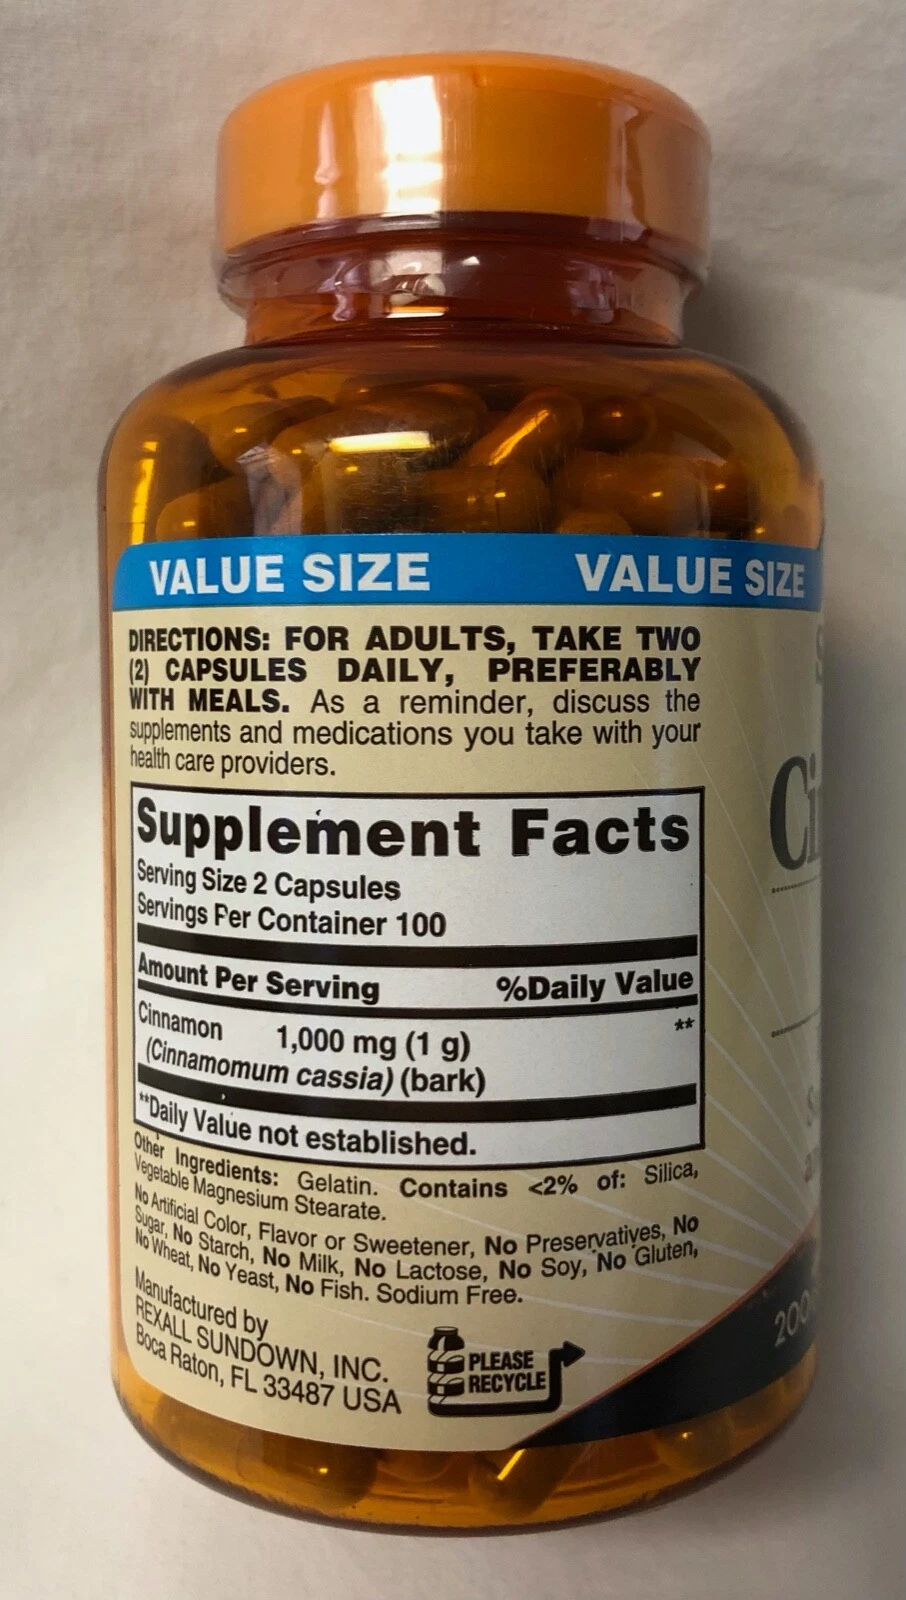 VALUE SIZE VALUE SIZE
DIRECTIONS: FOR ADULTS, TAKE TWO
(2) CAPSULES DAILY, PREFERABLY
WITH MEALS. As a reminder, discuss the
supplements and medications you take with your
health care providers.
Supplement Facts
Serving Size 2 Capsules
Servings Per Container 100
Amount Per Serving %Daily Value
Cinnamon 1,000 mg (1 g) **
(Cinnamomum cassia) (bark)
**Daily Value not established.
Other Ingredients: Gelatin. Contains <2% of: Silica,
Vegetable Magnesium Stearate.
No Artificial Color, Flavor or Sweetener, No Preservatives, No
Sugar, No Starch, No Milk, No Lactose, No Soy, No Gluten,
No Wheat, No Yeast, No Fish. Sodium Free.
Manufactured by
REXALL SUNDOWN, INC.
Boca Raton, FL 33487 USA
PLEASE
RECYCLE
Ci
200